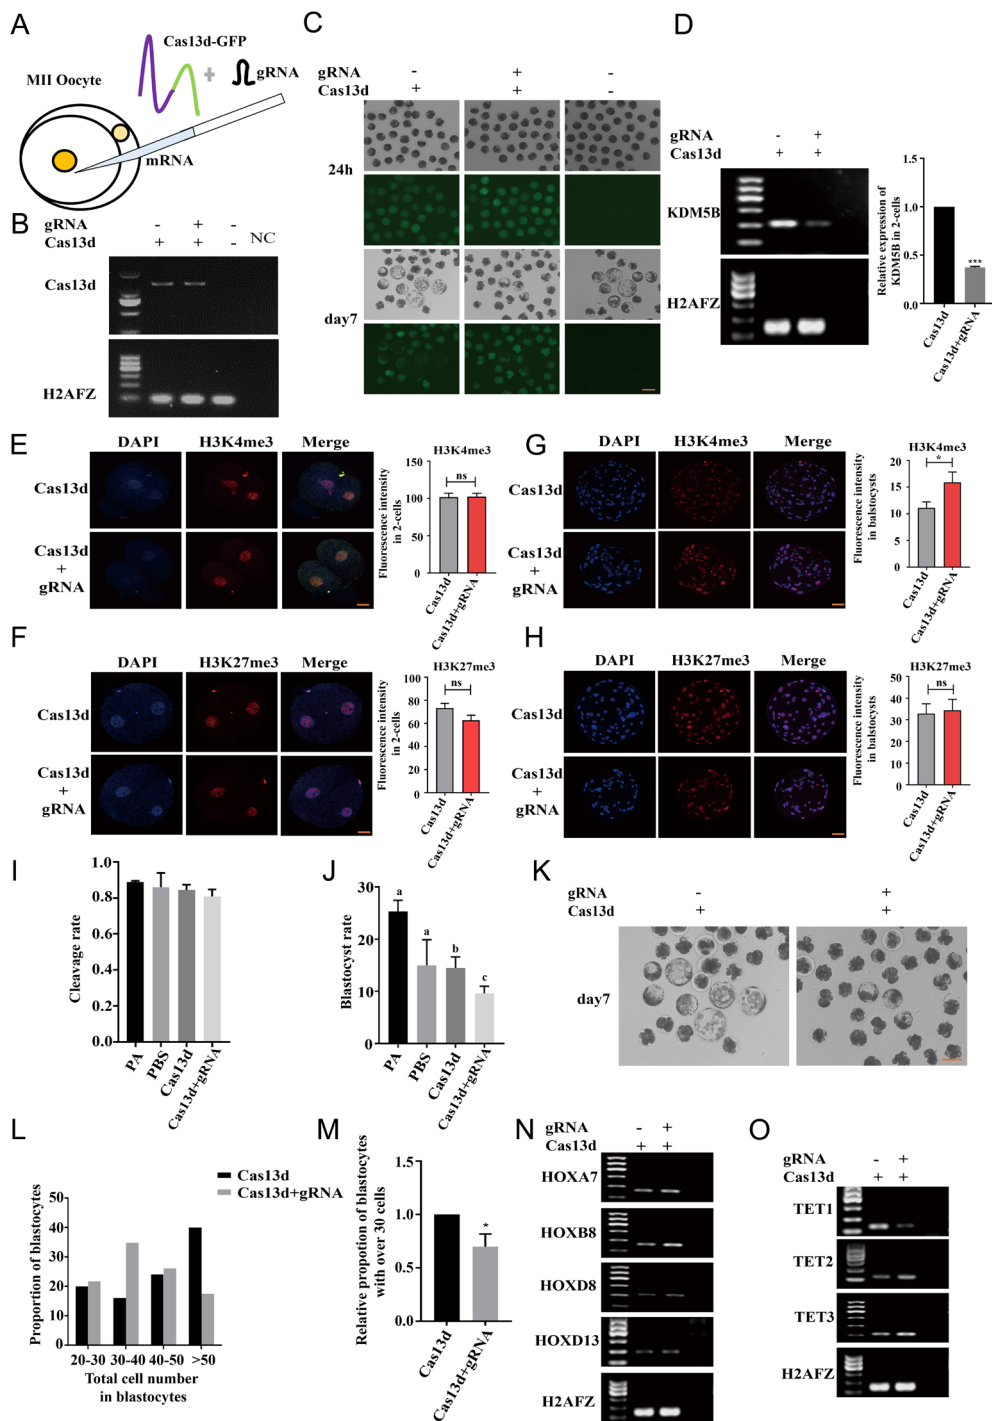 A
Cas13d-GFP
MII Oocyte
gRNA
mRNA
B
gRNA - + -
Cas13d + + - NC
Cas13d
H2AFZ
C
gRNA - + -
Cas13d + + -
24h
day7
D
gRNA - +
Cas13d + +
KDM5B
H2AFZ
Relative expression of
KDM5B in 2-cells
1.5
1.0
0.5
0.0
***
Cas13d
Cas13d+gRNA
E
DAPI H3K4me3 Merge
Cas13d
Cas13d
+
gRNA
H3K4me3
Fluorescence intensity
in 2-cells
150
125
100
75
50
25
0
ns
Cas13d
Cas13d+gRNA
G
DAPI H3K4me3 Merge
Cas13d
Cas13d
+
gRNA
H3K4me3
Fluorescence intensity
in balstocysts
20
15
10
5
0
*
Cas13d
Cas13d+gRNA
F
DAPI H3K27me3 Merge
Cas13d
Cas13d
+
gRNA
H3K27me3
Fluorescence intensity
in 2-cells
100
80
60
40
20
0
ns
Cas13d
Cas13d+gRNA
H
DAPI H3K27me3 Merge
Cas13d
Cas13d
+
gRNA
H3K27me3
Fluorescence intensity
in balstocysts
50
40
30
20
10
0
ns
Cas13d
Cas13d+gRNA
I
Cleavage rate
1.0
0.8
0.6
0.4
0.2
0.0
PA
PBS
Cas13d
Cas13d+gRNA
J
Blastocyst rate
30
20
10
0
a
a
b
c
PA
PBS
Cas13d
Cas13d+gRNA
K
gRNA - +
Cas13d + +
day7
L
Cas13d
Cas13d+gRNA
Proportion of blastocytes
50
40
30
20
10
0
20-30 30-40 40-50 >50
Total cell number
in blastocytes
M
Relative propotion of blastocytes
with over 30 cells
1.5
1.0
0.5
0.0
*
Cas13d
Cas13d+gRNA
N
gRNA - +
Cas13d + +
HOXA7
HOXB8
HOXD8
HOXD13
H2AFZ
O
gRNA - +
Cas13d + +
TET1
TET2
TET3
H2AFZ